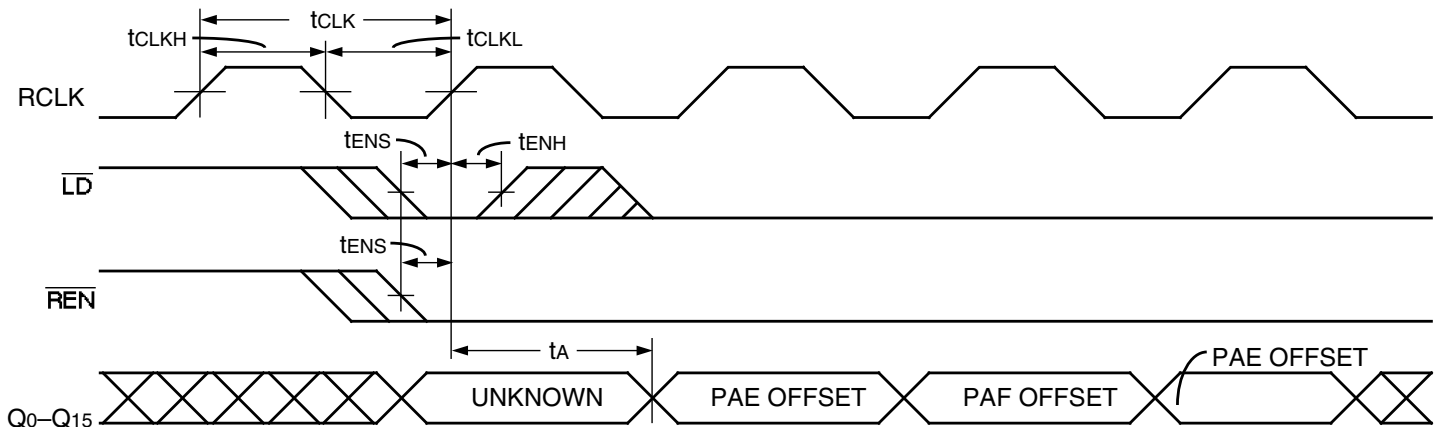 tCLK
tCLKH
tCLKL
RCLK
tENS
tENH
LD
tENS
REN
tA
PAE OFFSET
UNKNOWN
PAE OFFSET
PAF OFFSET
Q0–Q15